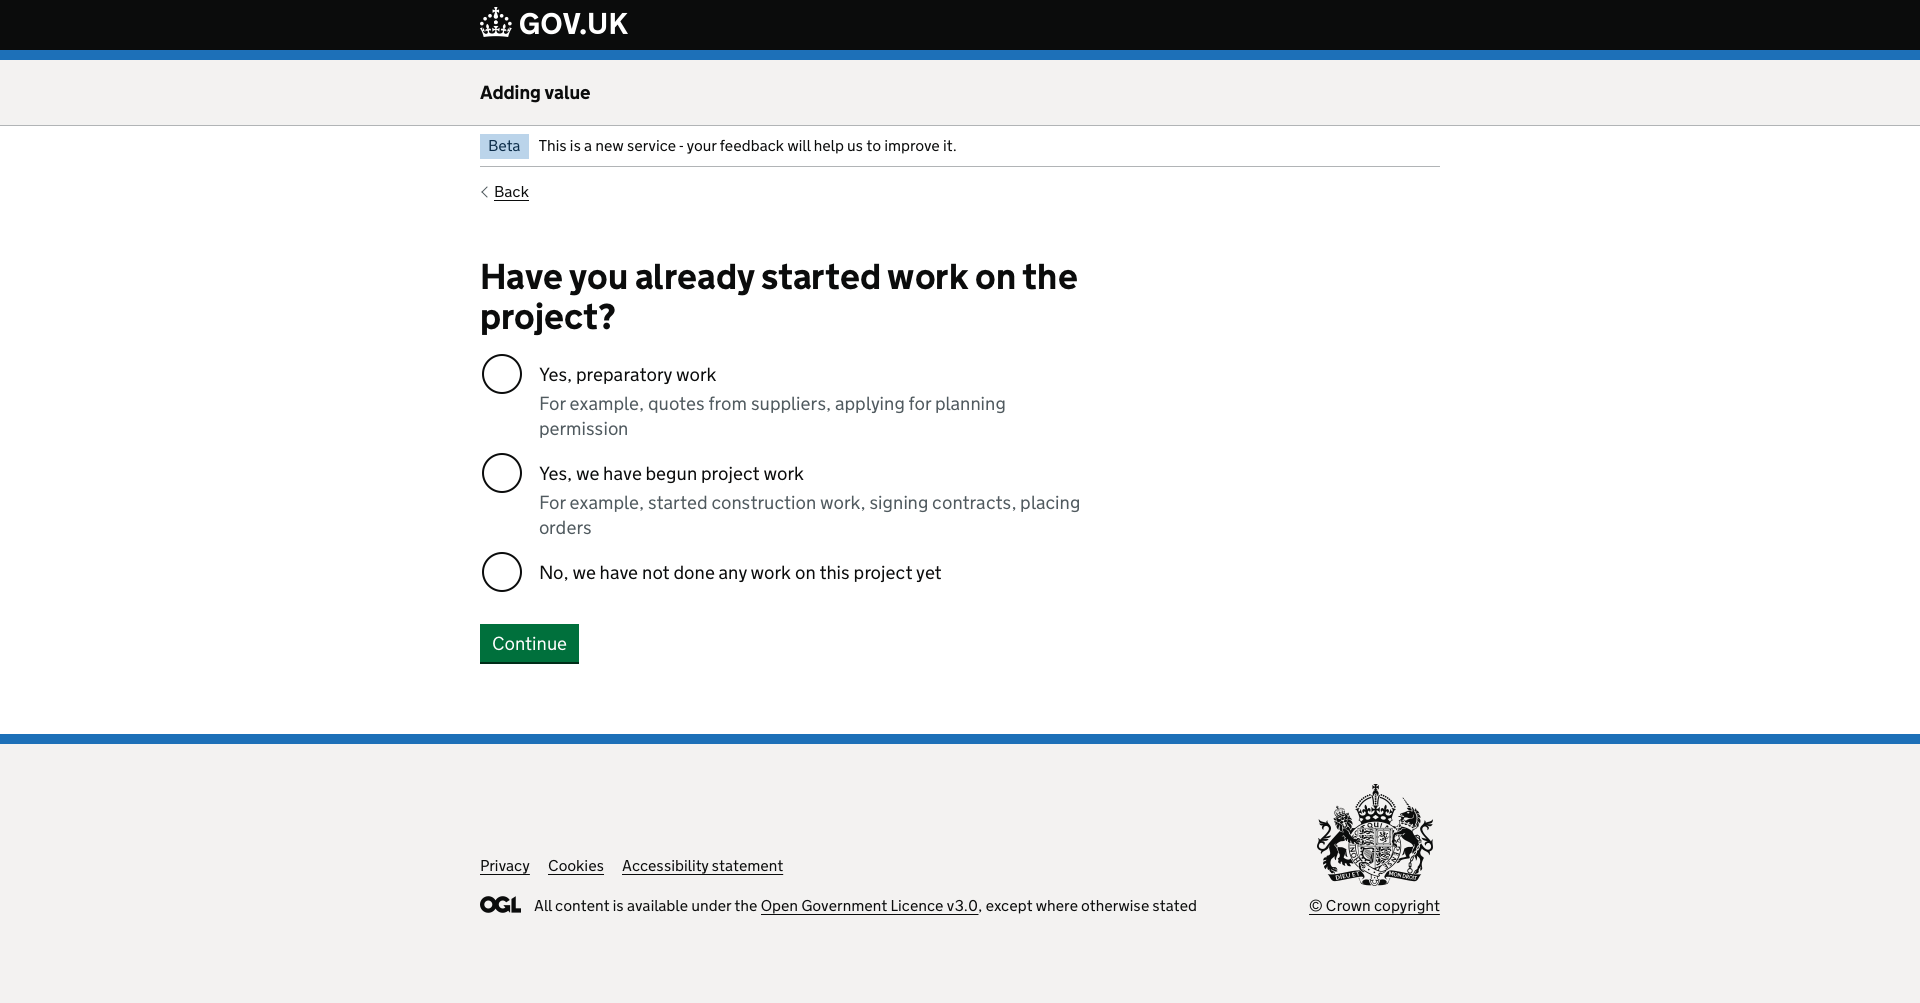 GOV.UK
Adding value
Beta This is a new service - your feedback will help us to improve it.
Back
Have you already started work on the
project?
Yes, preparatory work
For example, quotes from suppliers, applying for planning
permission
Yes, we have begun project work
For example, started construction work, signing contracts, placing
orders
No, we have not done any work on this project yet
Continue
Privacy Cookies Accessibility statement
OGL All content is available under the Open Government Licence v3.0, except where otherwise stated
DIEU ET MON DROIT
© Crown copyright